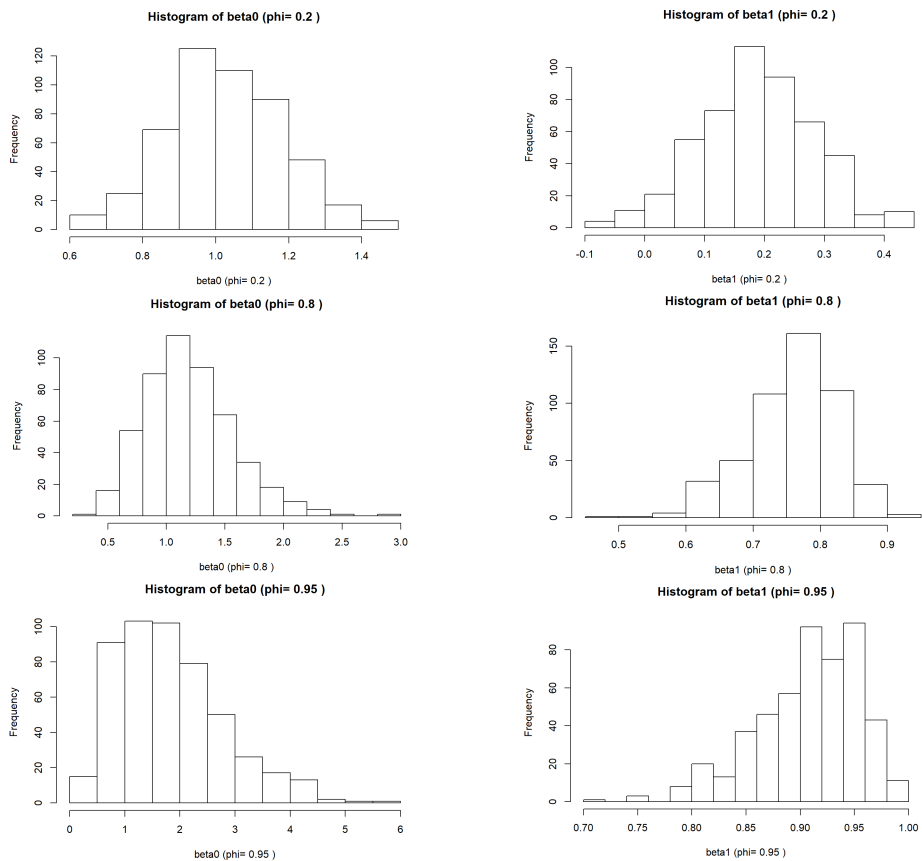 Histogram of beta0 (phi= 0.2 )
Frequency
0 20 40 60 80 100 120
0.6 0.8 1.0 1.2 1.4
beta0 (phi= 0.2 )
Histogram of beta1 (phi= 0.2 )
Frequency
0 20 40 60 80 100
-0.1 0.0 0.1 0.2 0.3 0.4
beta1 (phi= 0.2 )
Histogram of beta0 (phi= 0.8 )
Frequency
0 20 40 60 80 100
0.5 1.0 1.5 2.0 2.5 3.0
beta0 (phi= 0.8 )
Histogram of beta1 (phi= 0.8 )
Frequency
0 50 100 150
0.5 0.6 0.7 0.8 0.9
beta1 (phi= 0.8 )
Histogram of beta0 (phi= 0.95 )
Frequency
0 20 40 60 80 100
0 1 2 3 4 5 6
beta0 (phi= 0.95 )
Histogram of beta1 (phi= 0.95 )
Frequency
0 20 40 60 80
0.70 0.75 0.80 0.85 0.90 0.95 1.00
beta1 (phi= 0.95 )